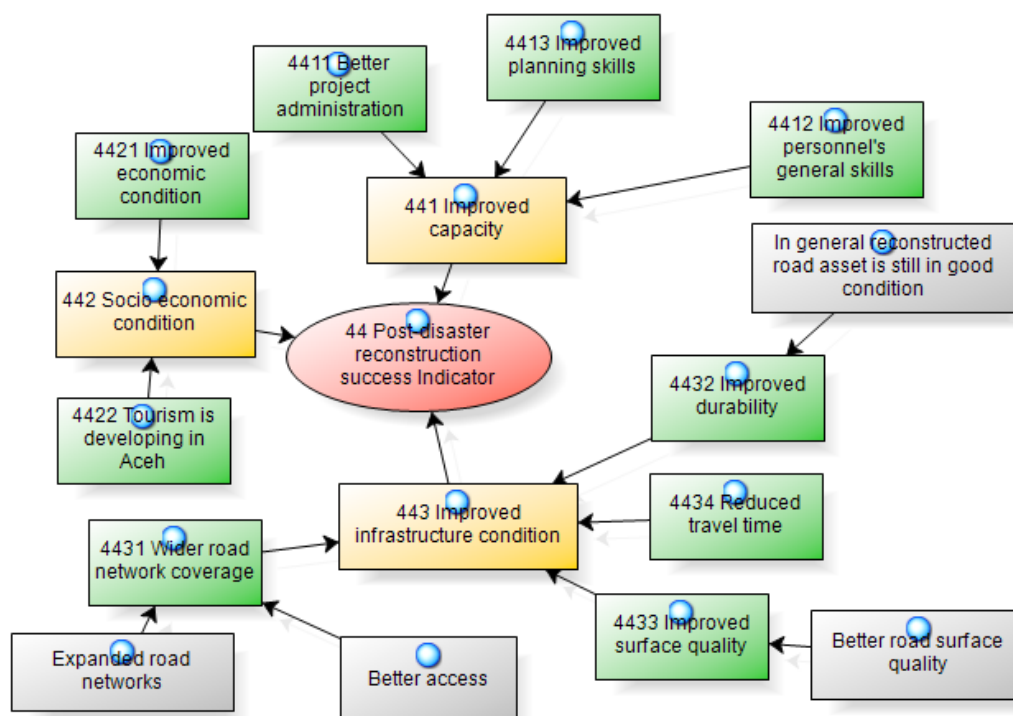 4413 Improved
planning skills
4411 Better
project
administration
4412 Improved
personnel's
general skills
4421 Improved
economic
condition
441 Improved
capacity
In general reconstructed
road asset is still in good
condition
442 Socio economic
condition
44 Post-disaster
reconstruction
success Indicator
4432 Improved
durability
4422 Tourism is
developing in
Aceh
443 Improved
infrastructure condition
4434 Reduced
travel time
4431 Wider road
network coverage
4433 Improved
surface quality
Better road surface
quality
Expanded road
networks
Better access